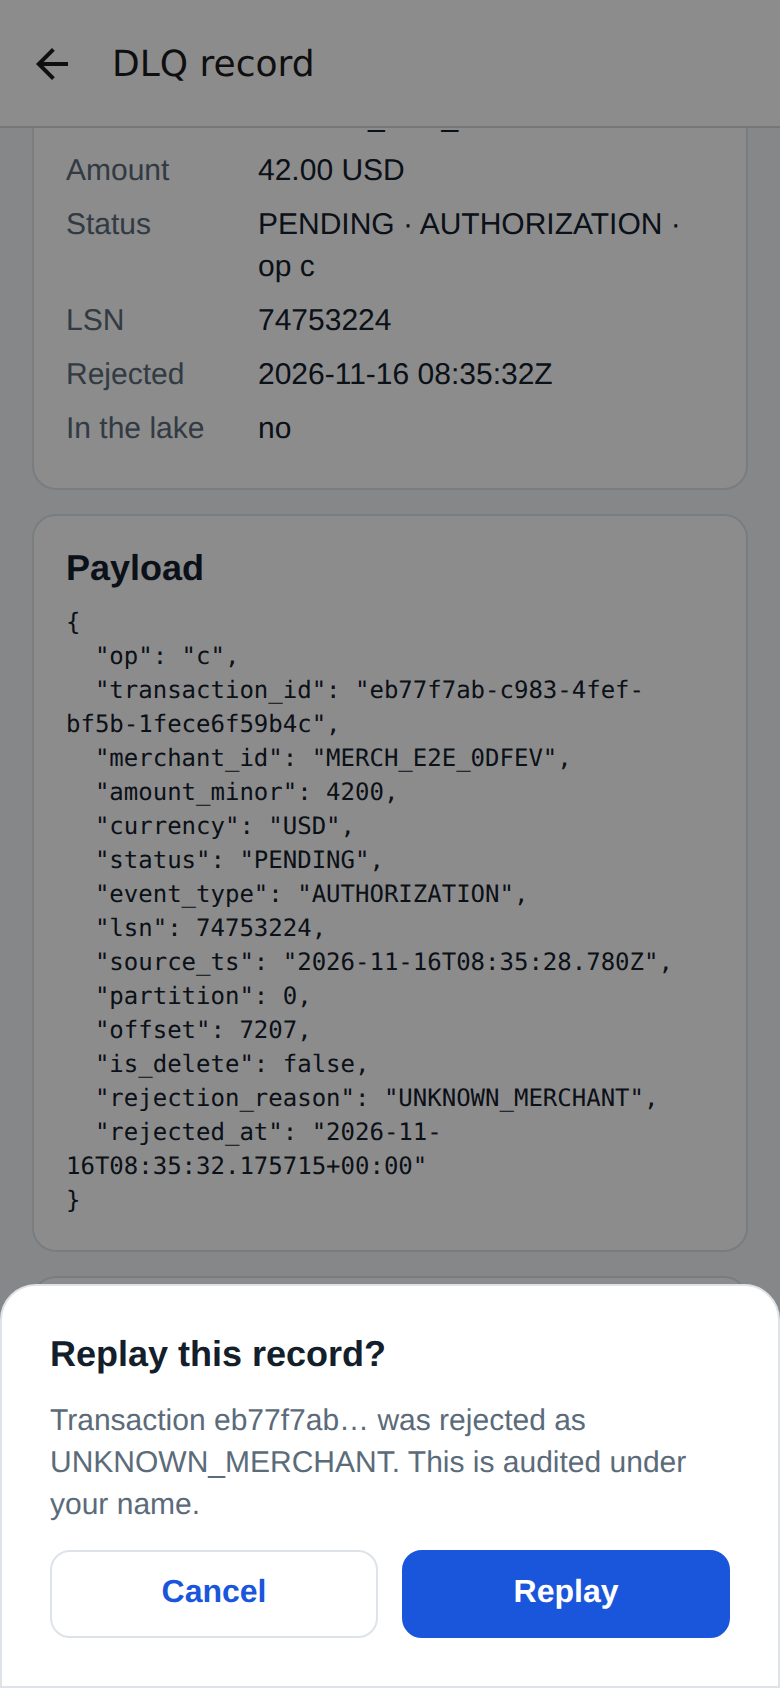 DLQ record
Amount 42.00 USD
Status PENDING · AUTHORIZATION ·
op c
LSN 74753224
Rejected 2026-11-16 08:35:32Z
In the lake no
Payload
{
  "op": "c",
  "transaction_id": "eb77f7ab-c983-4fef-
bf5b-1fece6f59b4c",
  "merchant_id": "MERCH_E2E_0DFEV",
  "amount_minor": 4200,
  "currency": "USD",
  "status": "PENDING",
  "event_type": "AUTHORIZATION",
  "lsn": 74753224,
  "source_ts": "2026-11-16T08:35:28.780Z",
  "partition": 0,
  "offset": 7207,
  "is_delete": false,
  "rejection_reason": "UNKNOWN_MERCHANT",
  "rejected_at": "2026-11-
16T08:35:32.175715+00:00"
}
Replay this record?
Transaction eb77f7ab… was rejected as
UNKNOWN_MERCHANT. This is audited under
your name.
Cancel Replay